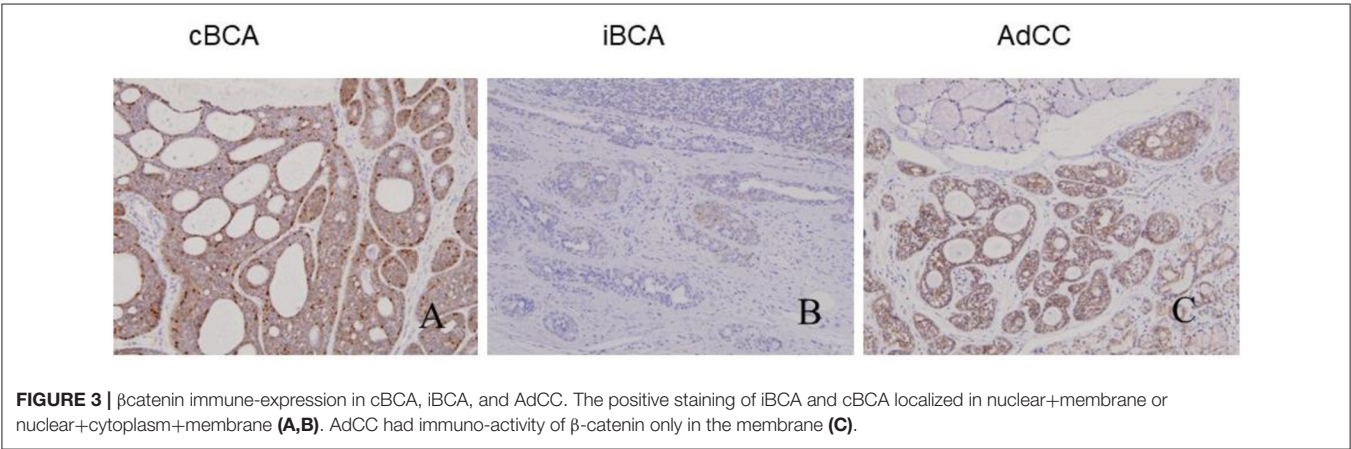 cBCA iBCA AdCC
A B C
FIGURE 3 | βcatenin immune-expression in cBCA, iBCA, and AdCC. The positive staining of iBCA and cBCA localized in nuclear+membrane or
nuclear+cytoplasm+membrane (A,B). AdCC had immuno-activity of β-catenin only in the membrane (C).